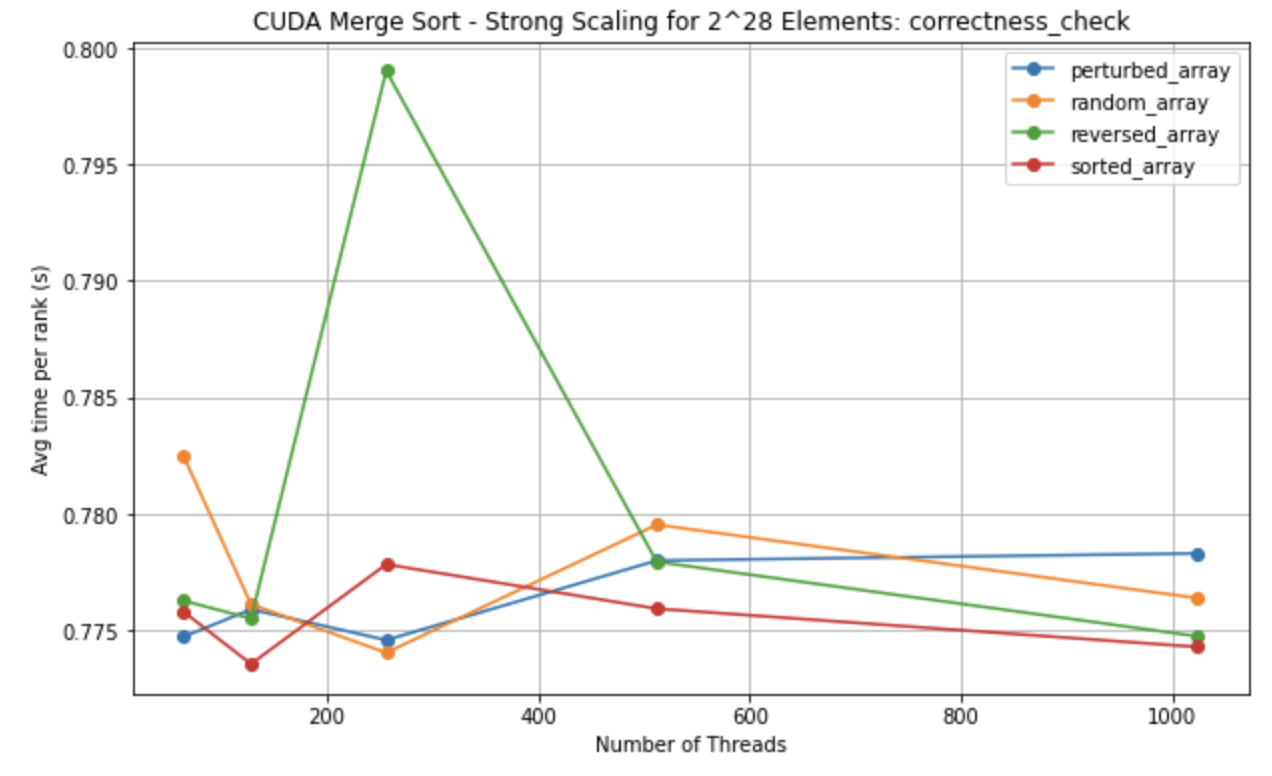 CUDA Merge Sort - Strong Scaling for 2^28 Elements: correctness_check
0.800
0.795
0.790
0.785
0.780
0.775
Avg time per rank (s)
perturbed_array
random_array
reversed_array
sorted_array
200
400
600
800
1000
Number of Threads